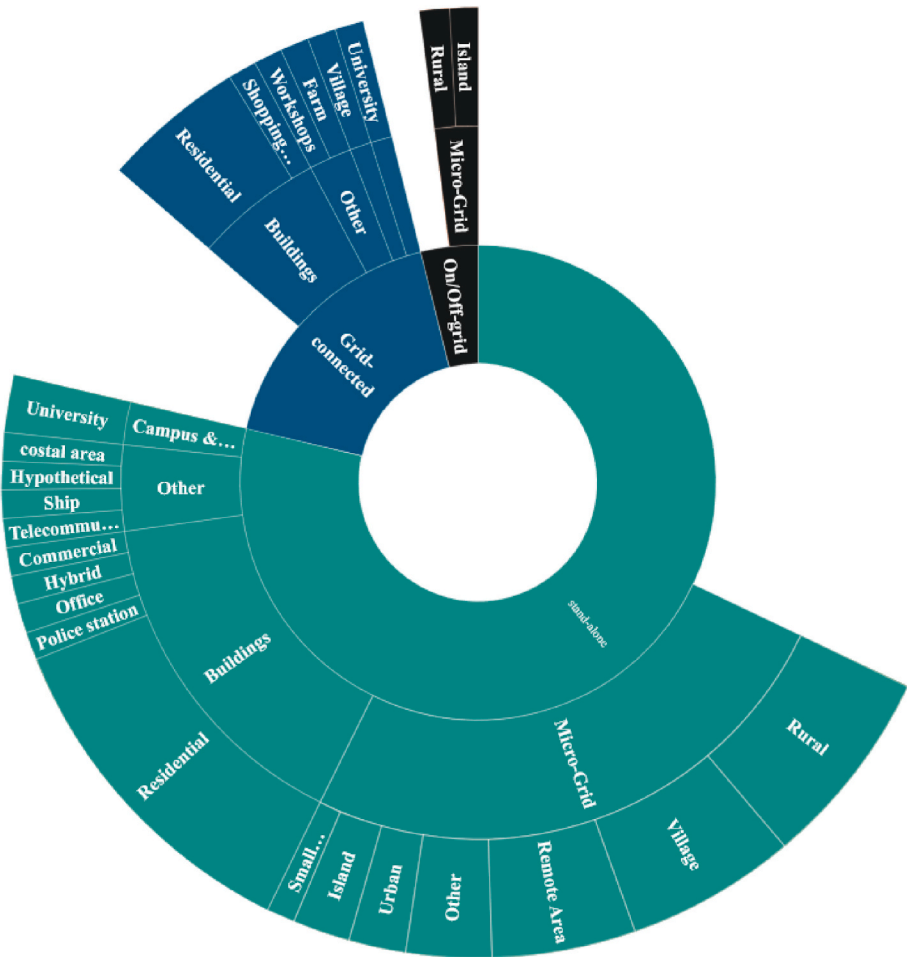 Island
Rural
Micro-Grid
On/Off-grid
University
Village
Farm
Workshops
Shopping…
Residential
Other
Buildings
Grid-
connected
University
Campus &…
costal area
Hypothetical
Ship
Telecommu…
Other
Commercial
Hybrid
Office
Police station
Buildings
Residential
stand-alone
Micro-Grid
Small…
Island
Urban
Other
Remote Area
Village
Rural